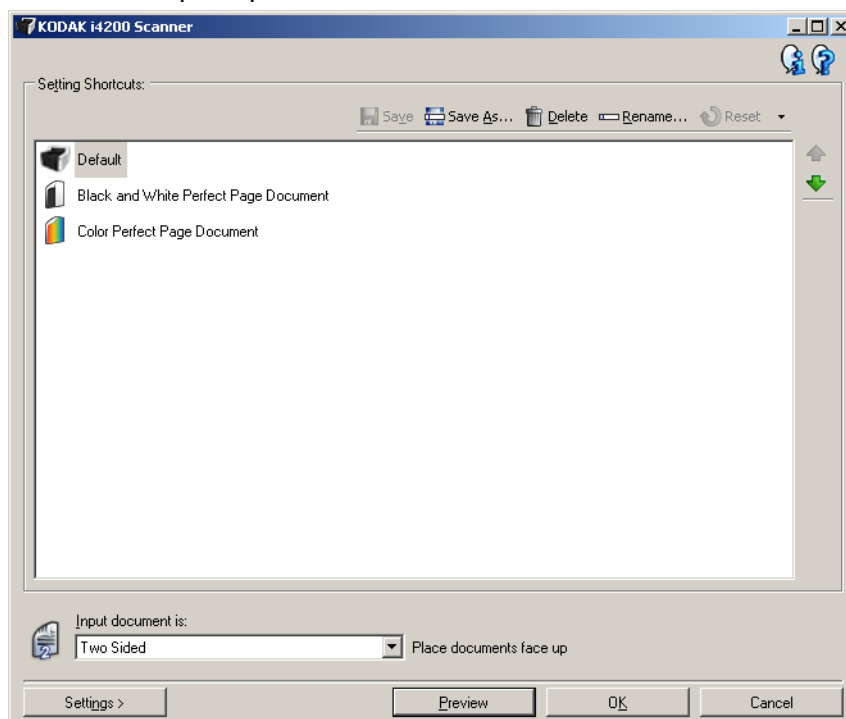 KODAK i4200 Scanner
Setting Shortcuts:
Save Save As... Delete Rename... Reset
Default
Black and White Perfect Page Document
Color Perfect Page Document
Input document is:
2
Two Sided Place documents face up
Settings > Preview OK Cancel